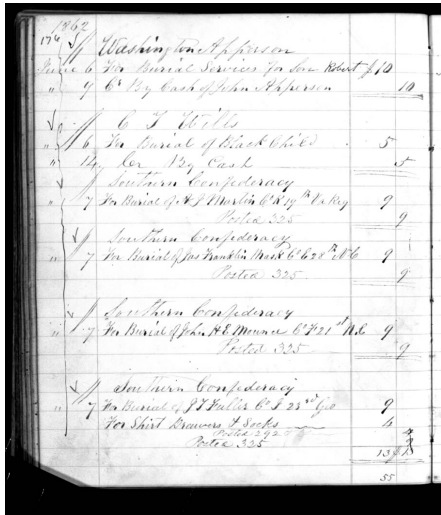 1862
176 Washington Apperson
June 6 For Burial Services for Son Robert $10
" 7 Cr By Cash of John Apperson 10
C T Wills
" 6 For Burial of Black Child 5
" 14 Cr By Cash 5
Southern Confederacy
" 7 For Burial of A J Martin Co K 19th Va Reg 9
Posted 325 9
Southern Confederacy
" 7 For Burial of Jas Franklin Co C 28th N C 9
Posted 325 9
Southern Confederacy
" 7 For Burial of John H E Co F 21st N.C 9
Posted 325 9
Southern Confederacy
" 7 For Burial of J T Fuller Co I 23rd Geo 9
For Shirt Drawers & Socks 4
Posted 292
Posted 325
13
55